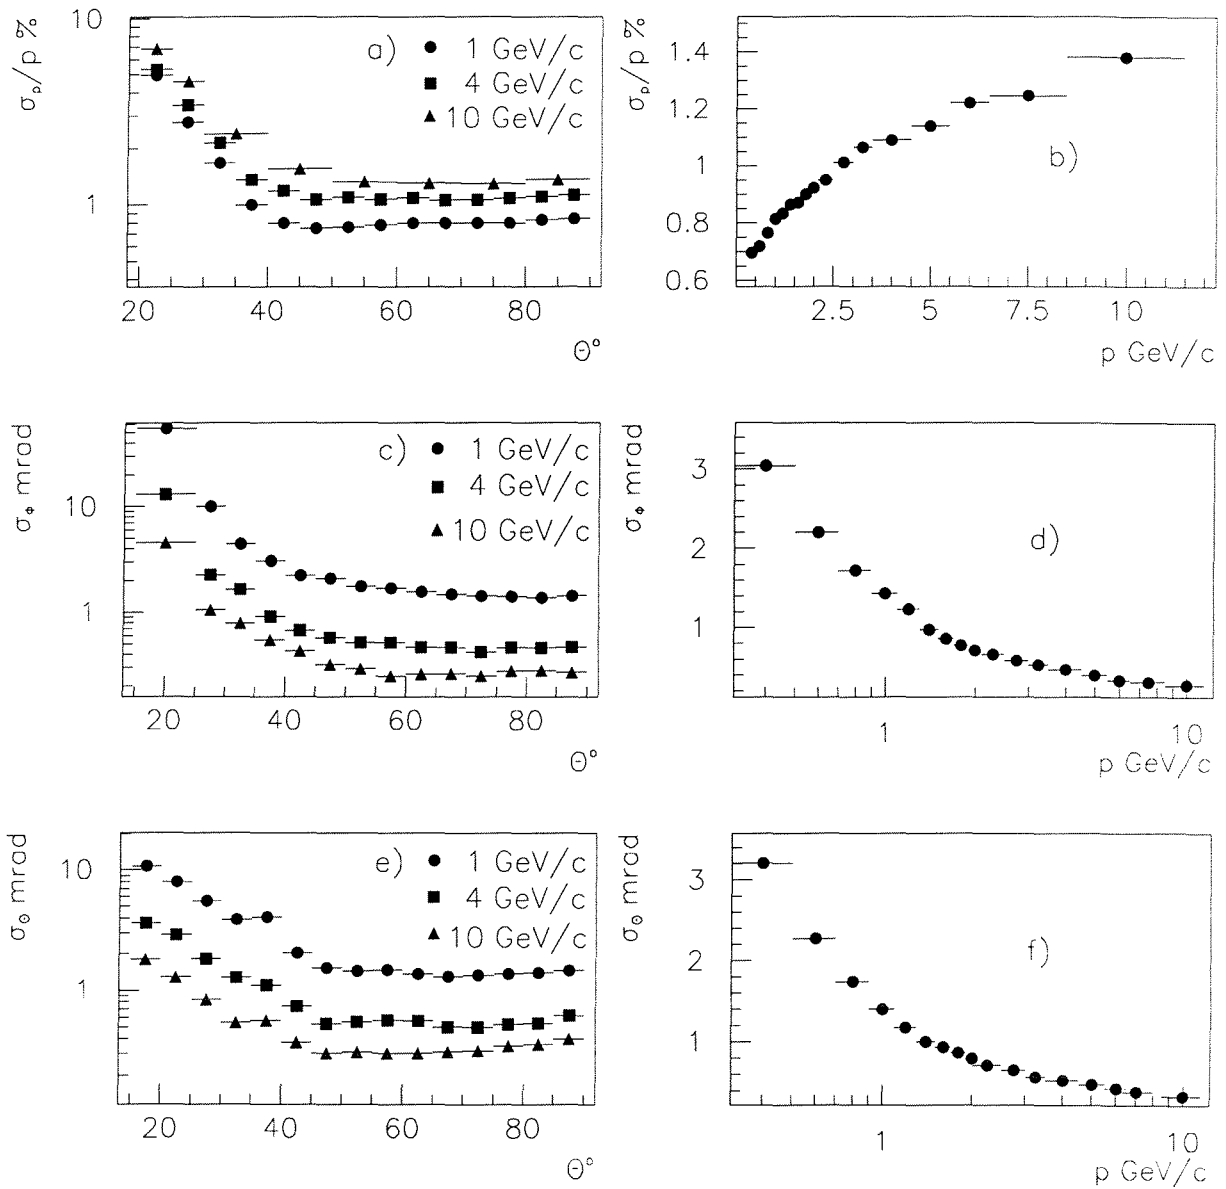 σp/p %
10
1
a) ● 1 GeV/c
■ 4 GeV/c
▲ 10 GeV/c
20 40 60 80
Θ°
σp/p %
1.4
1.2
1
0.8
0.6
b)
2.5 5 7.5 10
p GeV/c
σϕ mrad
10
1
c) ● 1 GeV/c
■ 4 GeV/c
▲ 10 GeV/c
20 40 60 80
Θ°
σϕ mrad
3
2
1
d)
1 10
p GeV/c
σΘ mrad
10
1
e) ● 1 GeV/c
■ 4 GeV/c
▲ 10 GeV/c
20 40 60 80
Θ°
σΘ mrad
3
2
1
f)
1 10
p GeV/c